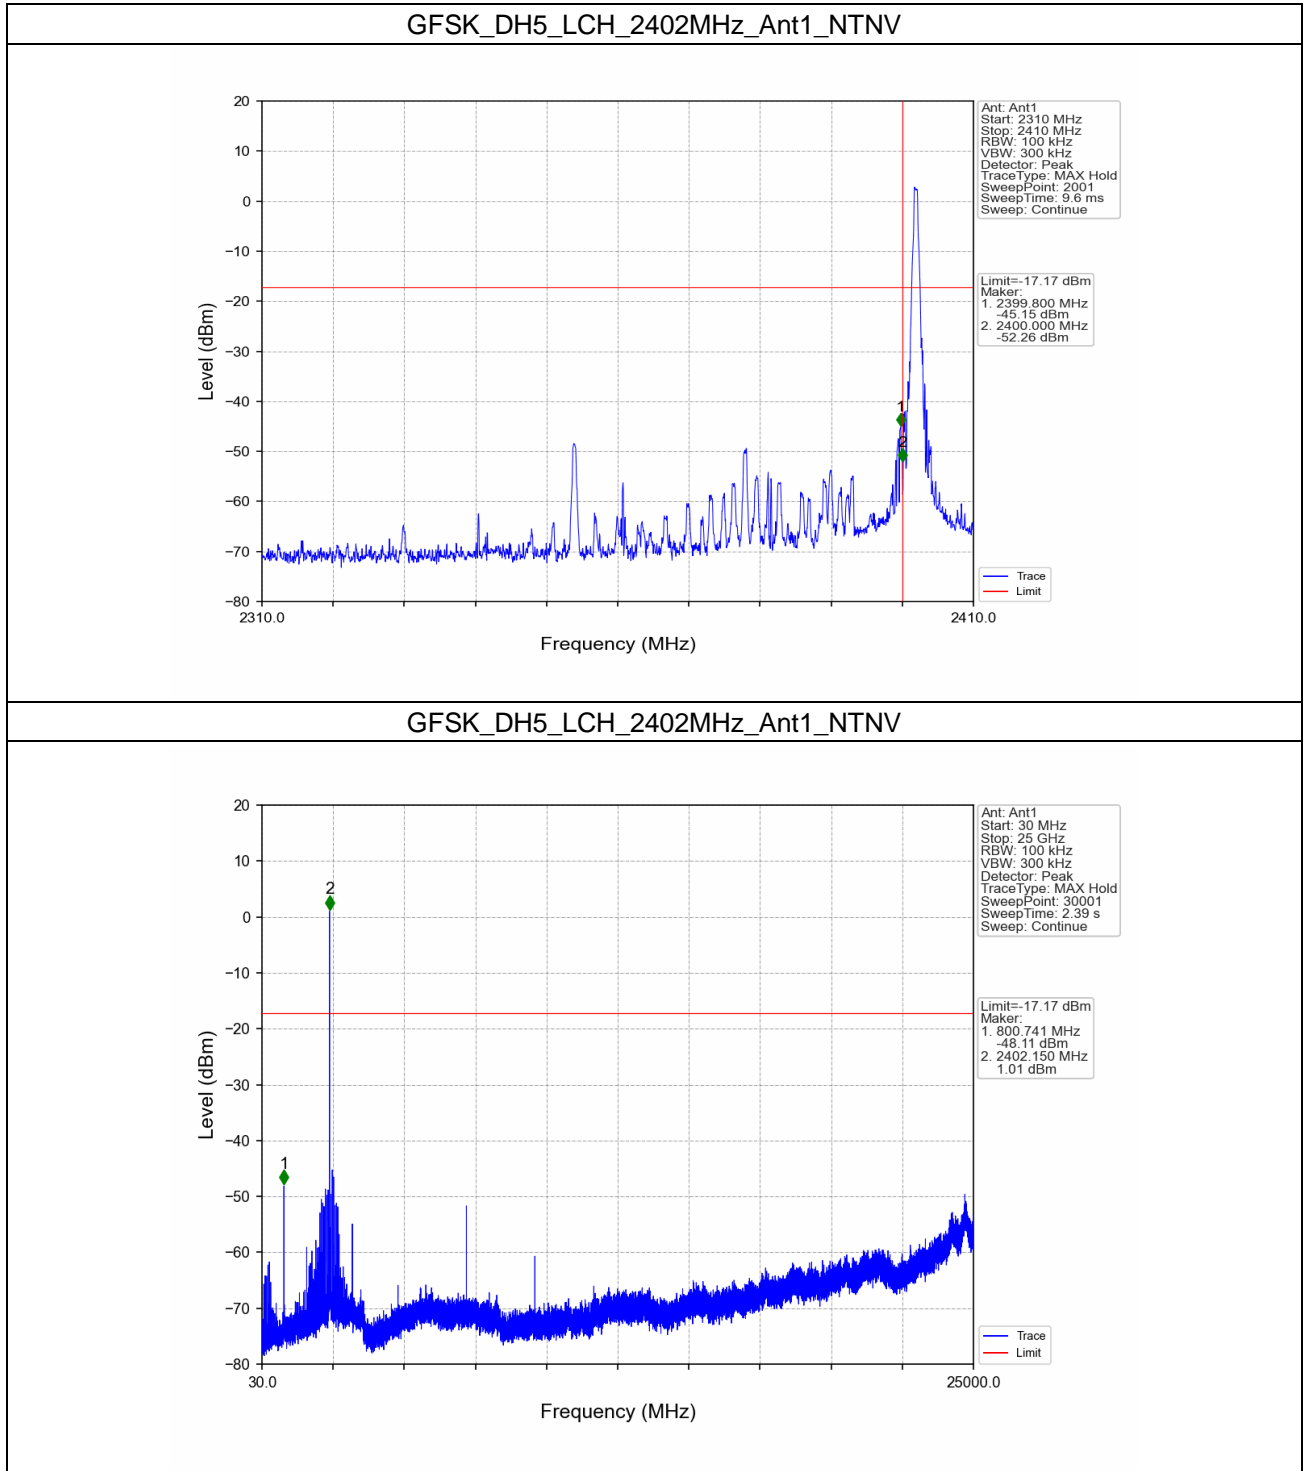 GFSK_DH5_LCH_2402MHz_Ant1_NTNV
20
10
0
−10
−20
−30
−40
−50
−60
−70
−80
Level (dBm)
2310.0
2410.0
Frequency (MHz)
1
2
Ant: Ant1
Start: 2310 MHz
Stop: 2410 MHz
RBW: 100 kHz
VBW: 300 kHz
Detector: Peak
TraceType: MAX Hold
SweepPoint: 2001
SweepTime: 9.6 ms
Sweep: Continue
Limit=-17.17 dBm
Maker:
1. 2399.800 MHz
-45.15 dBm
2. 2400.000 MHz
-52.26 dBm
Trace
Limit
GFSK_DH5_LCH_2402MHz_Ant1_NTNV
20
10
0
−10
−20
−30
−40
−50
−60
−70
−80
Level (dBm)
30.0
25000.0
Frequency (MHz)
1
2
Ant: Ant1
Start: 30 MHz
Stop: 25 GHz
RBW: 100 kHz
VBW: 300 kHz
Detector: Peak
TraceType: MAX Hold
SweepPoint: 30001
SweepTime: 2.39 s
Sweep: Continue
Limit=-17.17 dBm
Maker:
1. 800.741 MHz
-48.11 dBm
2. 2402.150 MHz
1.01 dBm
Trace
Limit